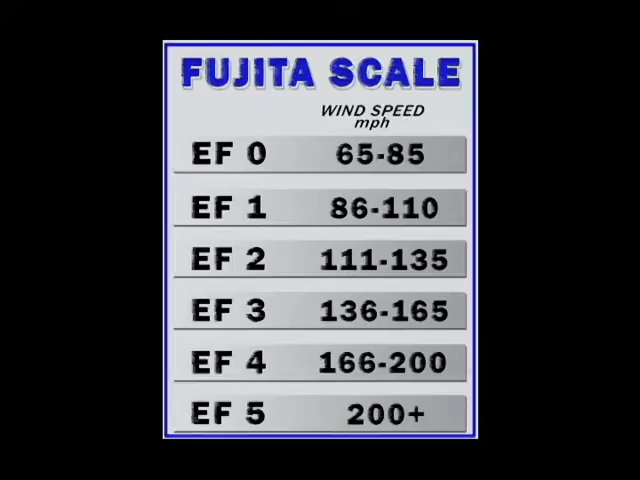 FUJITA SCALE
WIND SPEED
mph
EF 0 65-85
EF 1 86-110
EF 2 111-135
EF 3 136-165
EF 4 166-200
EF 5 200+